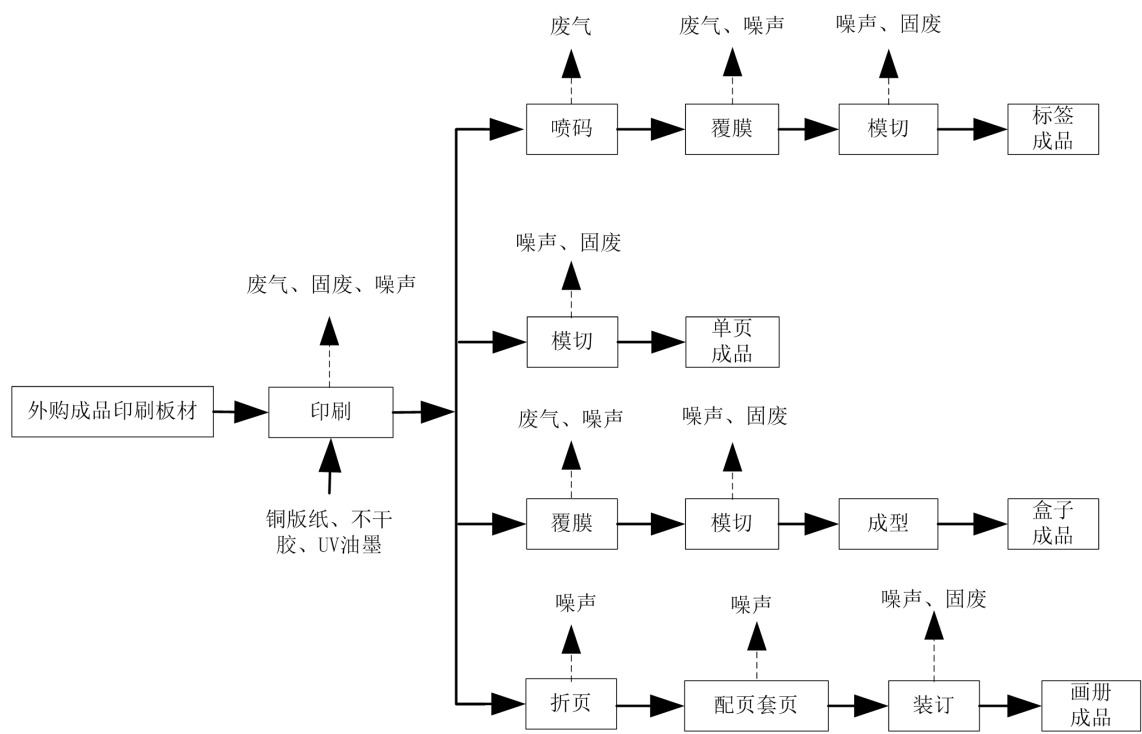 废气
废气、噪声
噪声、固废
喷码
覆膜
模切
标签
成品
噪声、固废
模切
单页
成品
废气、固废、噪声
外购成品印刷板材
印刷
铜版纸、不干
胶、UV油墨
废气、噪声
噪声、固废
覆膜
模切
成型
盒子
成品
噪声
噪声
噪声、固废
折页
配页套页
装订
画册
成品